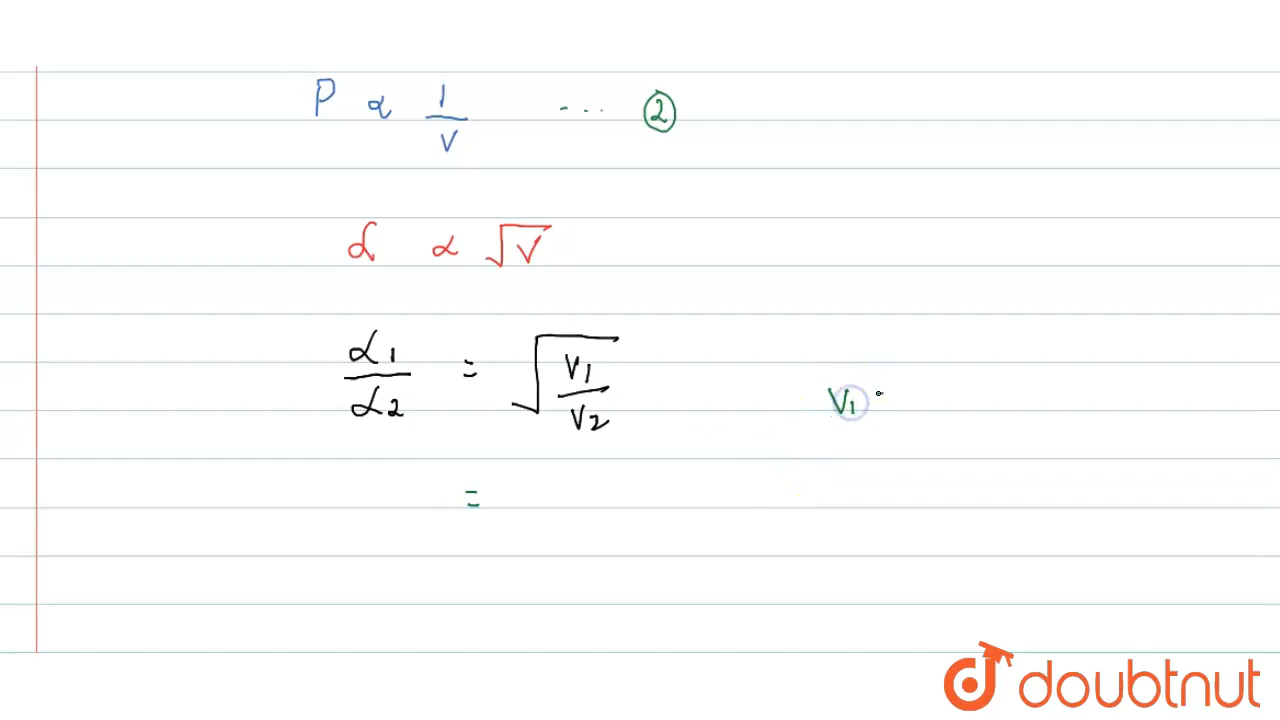 P ∝ 1/V --- ②
α ∝ √V
α1/α2 = √(V1/V2)
V1
=
doubtnut